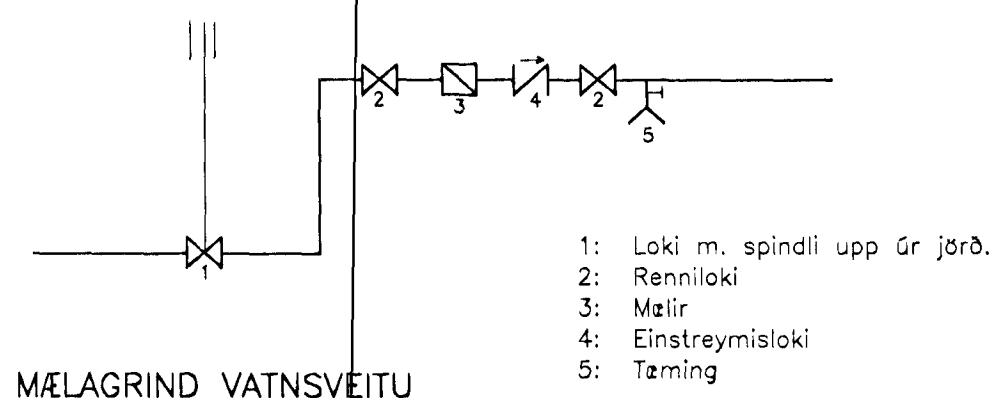 2 3 4 2
5
1
1: Loki m. spindli upp úr jörð.
2: Renniloki
3: Mælir
4: Einstreymisloki
5: Tæming
MÆLAGRIND VATNSVEITU